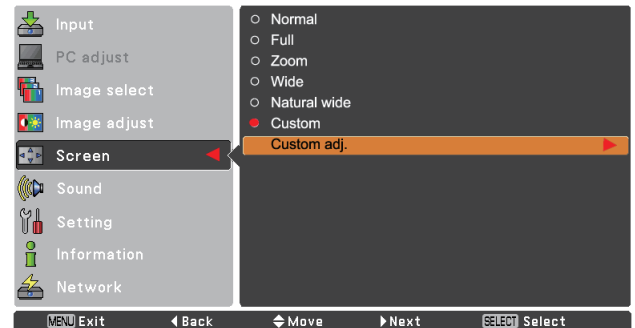 Input
PC adjust
Image select
Image adjust
Screen
Sound
Setting
Information
Network
Normal
Full
Zoom
Wide
Natural wide
Custom
Custom adj.
MENU Exit Back Move Next SELECT Select